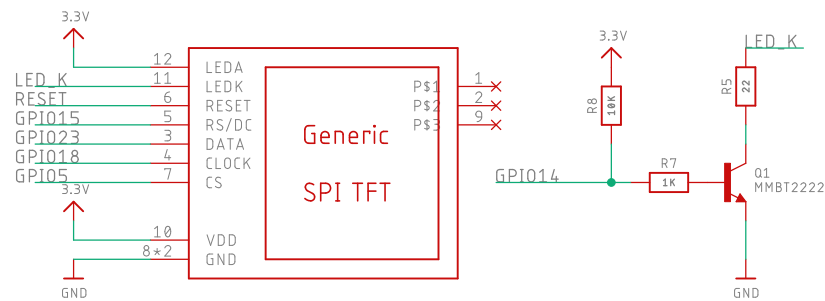 3.3V
12 LEDA
LED_K 11 LEDK
RESET 6 RESET
GPIO15 5 RS/DC
GPIO23 3 DATA
GPIO18 4 CLOCK
GPIO5 7 CS
3.3V
10 VDD
8*2 GND
GND
P$1 1
P$2 2
P$3 9
Generic
SPI TFT
3.3V
R8
10K
GPIO14
R7
1K
LED_K
R5
22
Q1
MMBT2222
GND